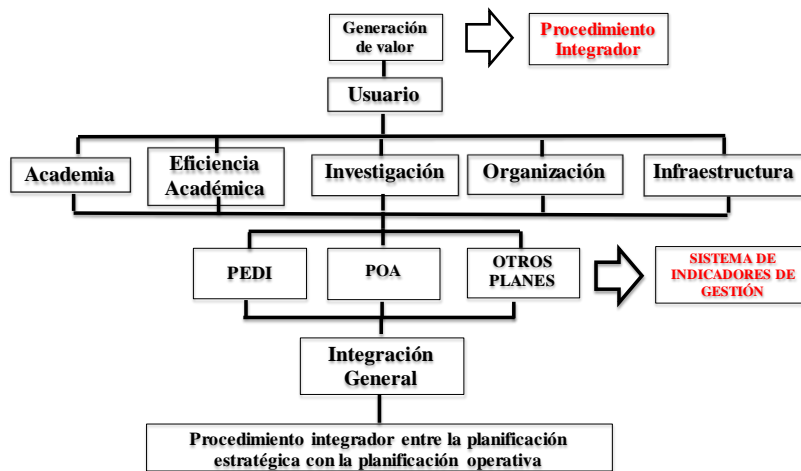 Generación
de valor
Procedimiento
Integrador
Usuario
Academia
Eficiencia
Académica
Investigación
Organización
Infraestructura
PEDI
POA
OTROS
PLANES
SISTEMA DE
INDICADORES DE
GESTIÓN
Integración
General
Procedimiento integrador entre la planificación
estratégica con la planificación operativa